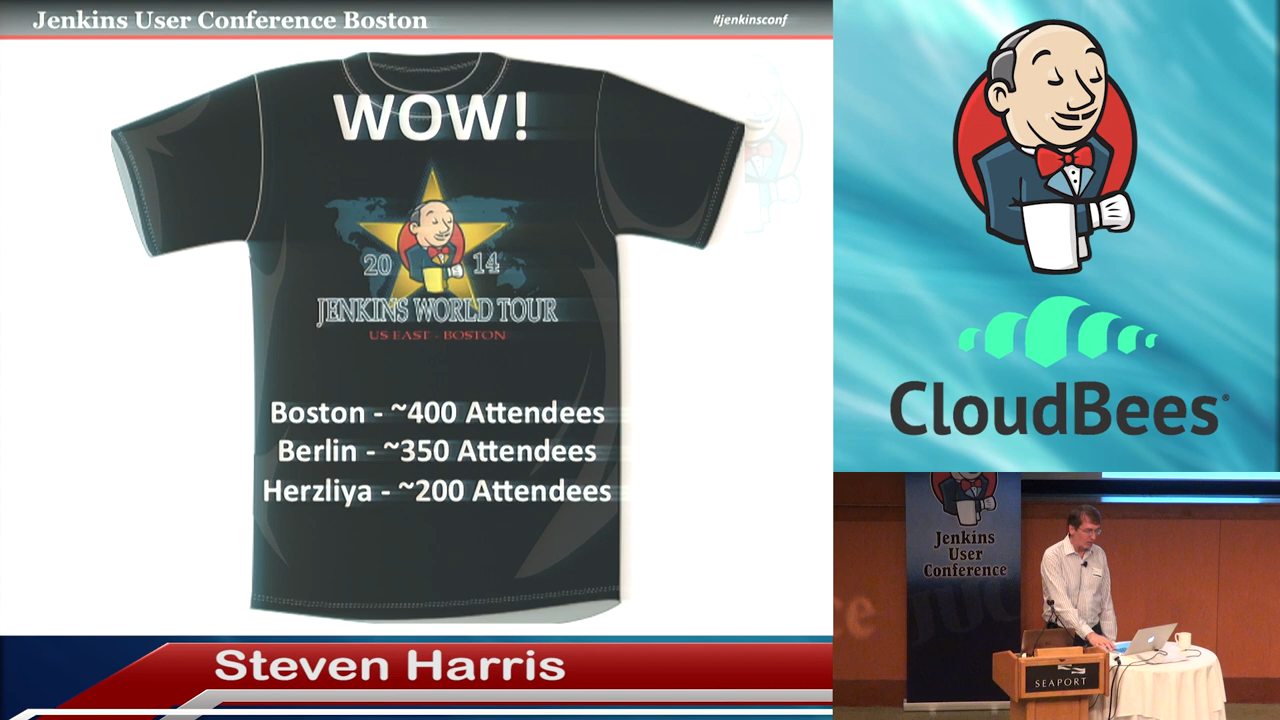 Jenkins User Conference Boston
#jenkinsconf
WOW!
20 14
JENKINS WORLD TOUR
US EAST - BOSTON
Boston - ~400 Attendees
Berlin - ~350 Attendees
Herzliya - ~200 Attendees
Steven Harris
CloudBees®
Jenkins
User
Conference
SEAPORT